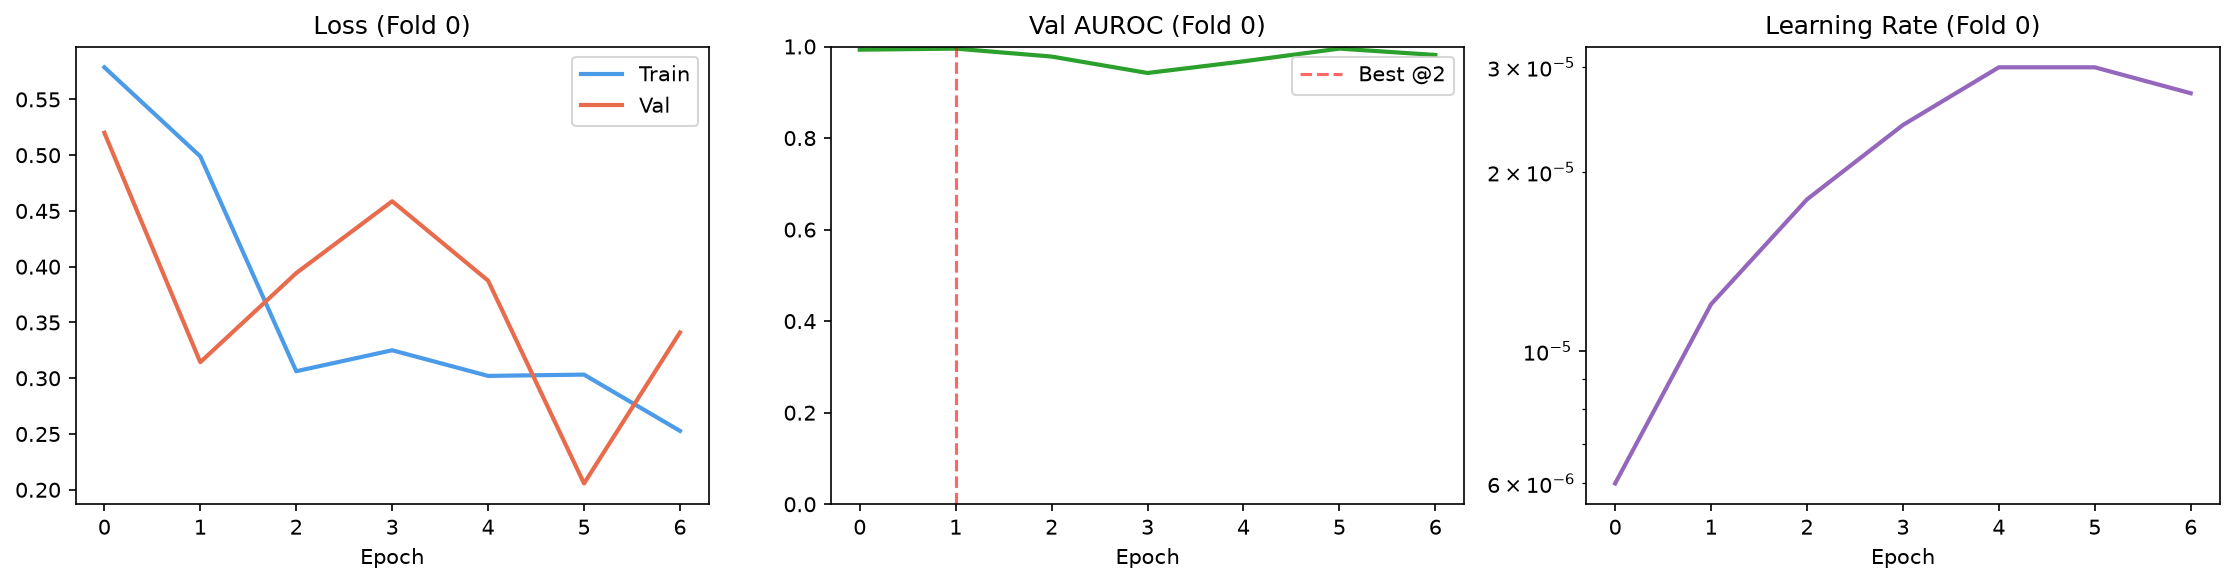 Loss (Fold 0)
Train
Val
0.55
0.50
0.45
0.40
0.35
0.30
0.25
0.20
0 1 2 3 4 5 6
Epoch
Val AUROC (Fold 0)
Best @2
1.0
0.8
0.6
0.4
0.2
0.0
0 1 2 3 4 5 6
Epoch
Learning Rate (Fold 0)
3 × 10⁻⁵
2 × 10⁻⁵
10⁻⁵
6 × 10⁻⁶
0 1 2 3 4 5 6
Epoch